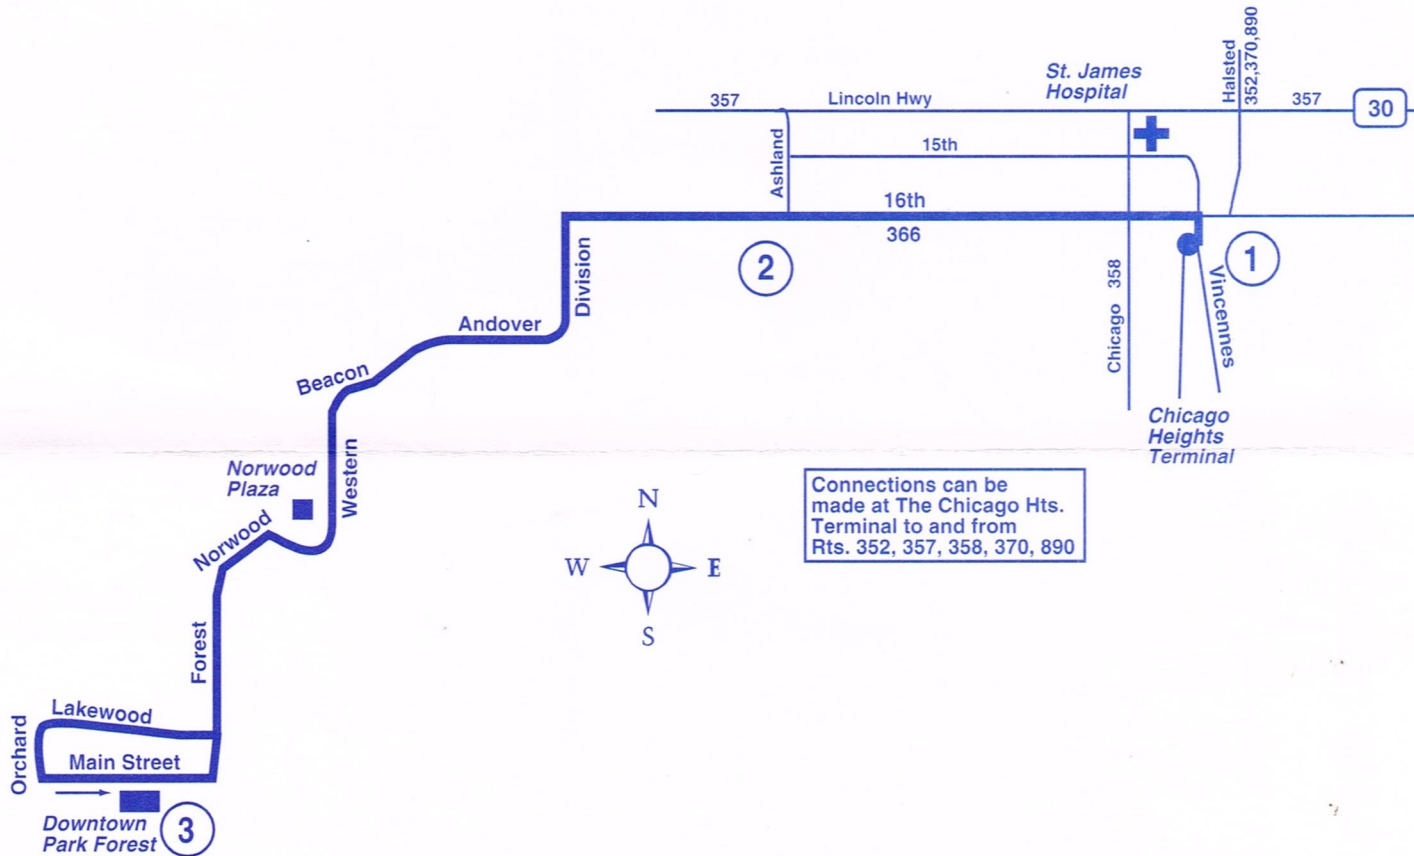 Halsted
352,370,890
St. James
Hospital
357
Lincoln Hwy
357
30
15th
Ashland
16th
366
2
1
Division
358
Chicago
Vincennes
Andover
Beacon
Chicago
Heights
Terminal
Western
Norwood
Plaza
Norwood
Connections can be
made at The Chicago Hts.
Terminal to and from
Rts. 352, 357, 358, 370, 890
N
W
E
S
Forest
Lakewood
Orchard
Main Street
Downtown
Park Forest
3